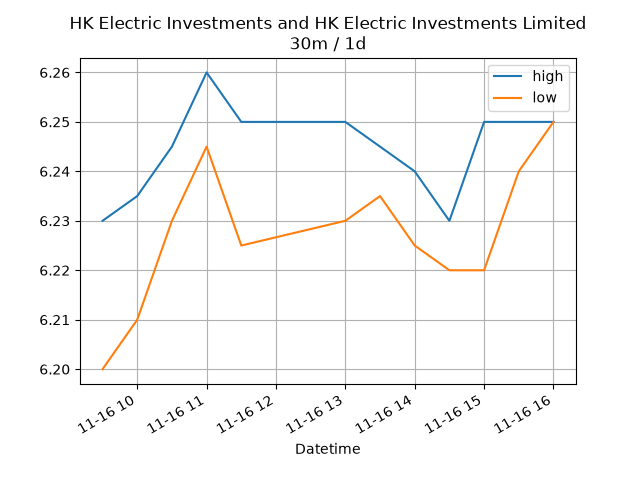 HK Electric Investments and HK Electric Investments Limited
30m / 1d
high
low
6.26
6.25
6.24
6.23
6.22
6.21
6.20
11-16 10
11-16 11
11-16 12
11-16 13
11-16 14
11-16 15
11-16 16
Datetime